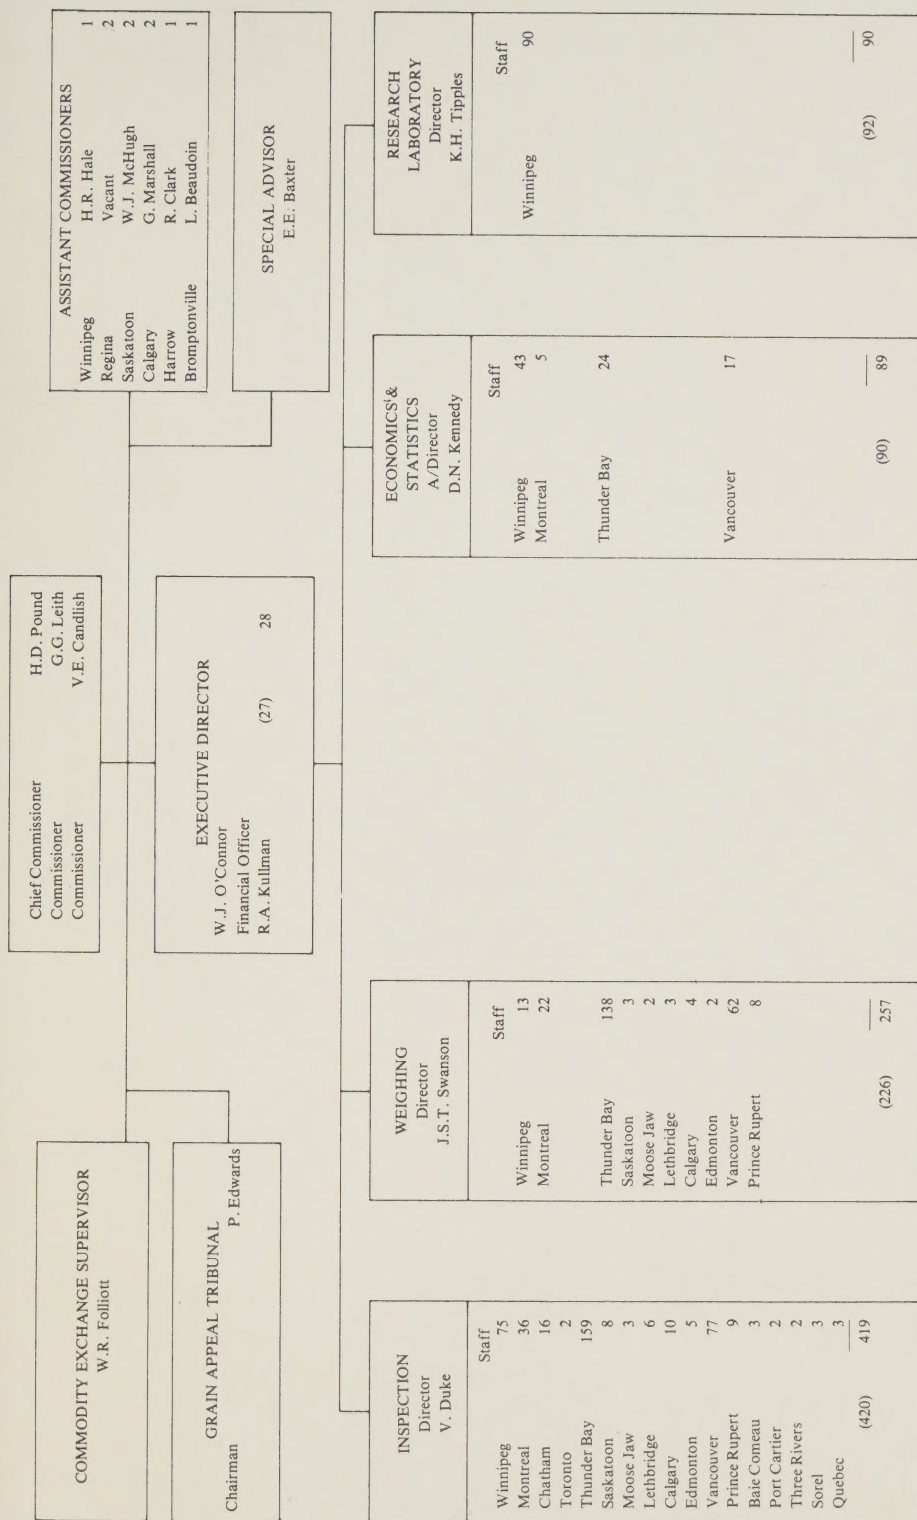 Chief Commissioner H.D. Pound
Commissioner G.G. Leith
Commissioner V.E. Candlish
COMMODITY EXCHANGE SUPERVISOR
W.R. Folliott
GRAIN APPEAL TRIBUNAL
Chairman P. Edwards
EXECUTIVE DIRECTOR
W.J. O'Connor
Financial Officer
R.A. Kullman (27) 28
ASSISTANT COMMISSIONERS
Winnipeg H.R. Hale 1
Regina Vacant 2
Saskatoon W.J. McHugh 2
Calgary G. Marshall 2
Harrow R. Clark 1
Bromptonville L. Beaudoin 1
SPECIAL ADVISOR
E.E. Baxter
INSPECTION
Director
V. Duke
Staff
Winnipeg 75
Montreal 36
Chatham 16
Toronto 2
Thunder Bay 159
Saskatoon 8
Moose Jaw 3
Lethbridge 6
Calgary 10
Edmonton 5
Vancouver 77
Prince Rupert 9
Baie Comeau 3
Port Cartier 2
Three Rivers 2
Sorel 3
Quebec 3
(420) 419
WEIGHING
Director
J.S.T. Swanson
Staff
Winnipeg 13
Montreal 22
Thunder Bay 138
Saskatoon 3
Moose Jaw 2
Lethbridge 3
Calgary 4
Edmonton 2
Vancouver 62
Prince Rupert 8
(226) 257
ECONOMICS &
STATISTICS
A/Director
D.N. Kennedy
Staff
Winnipeg 43
Montreal 5
Thunder Bay 24
Vancouver 17
(90) 89
RESEARCH
LABORATORY
Director
K.H. Tipples
Staff
Winnipeg 90
(92) 90